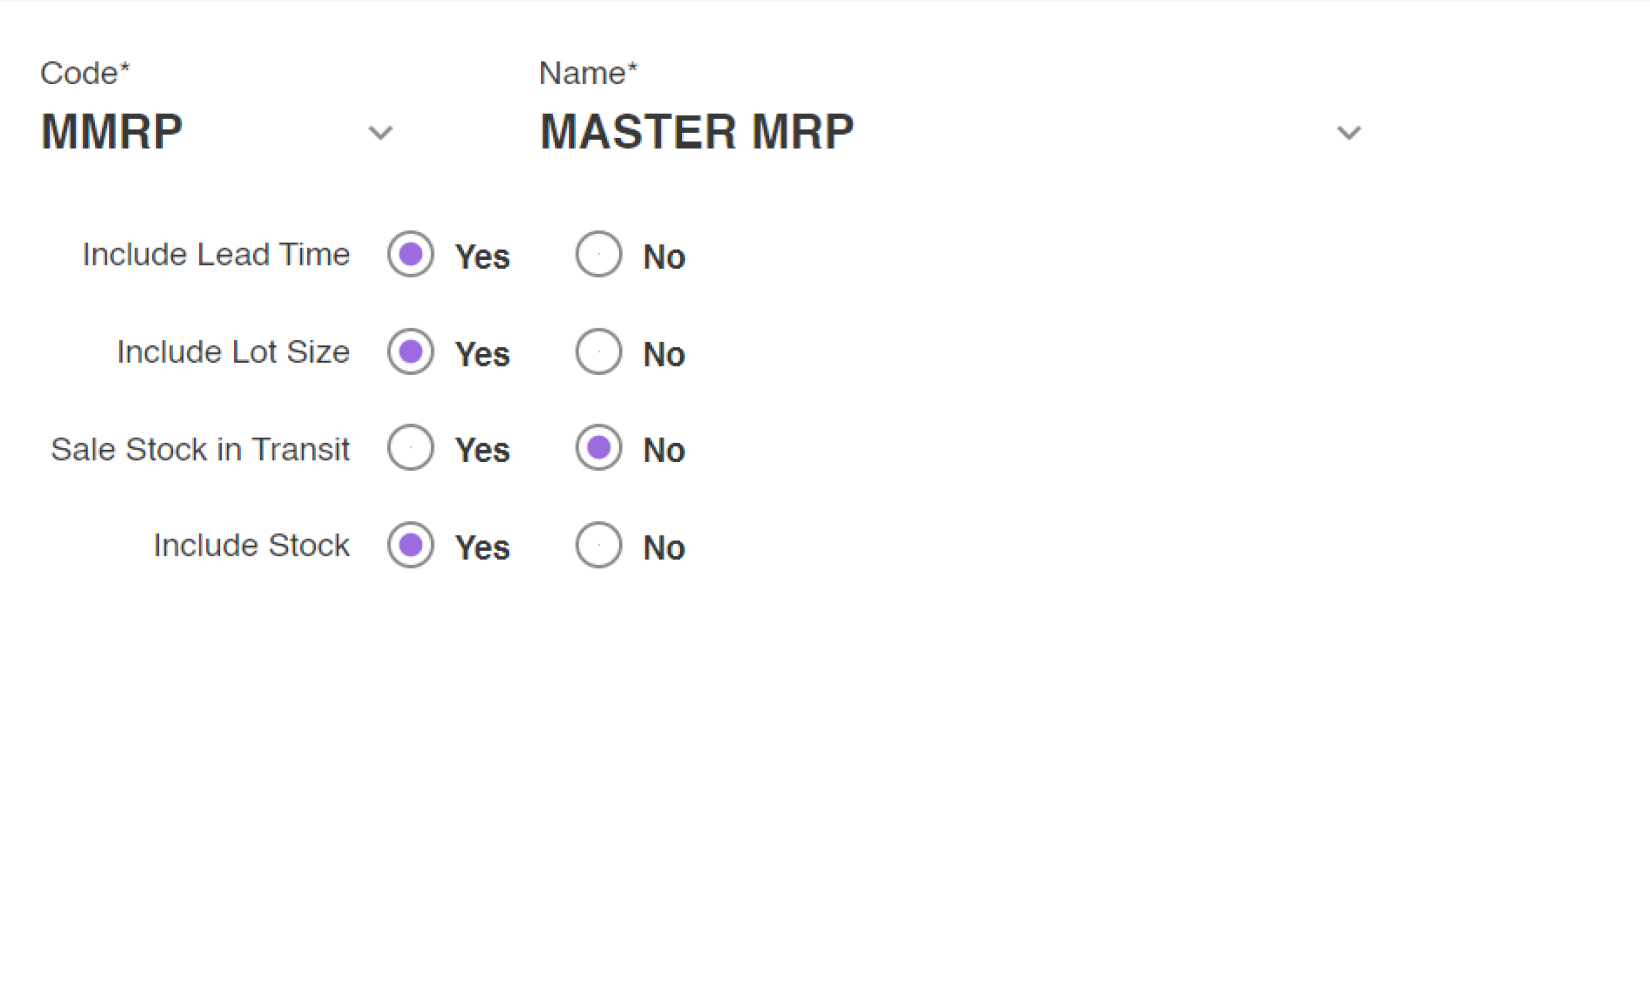 Code* Name*
MMRP MASTER MRP
Include Lead Time Yes No
Include Lot Size Yes No
Sale Stock in Transit Yes No
Include Stock Yes No